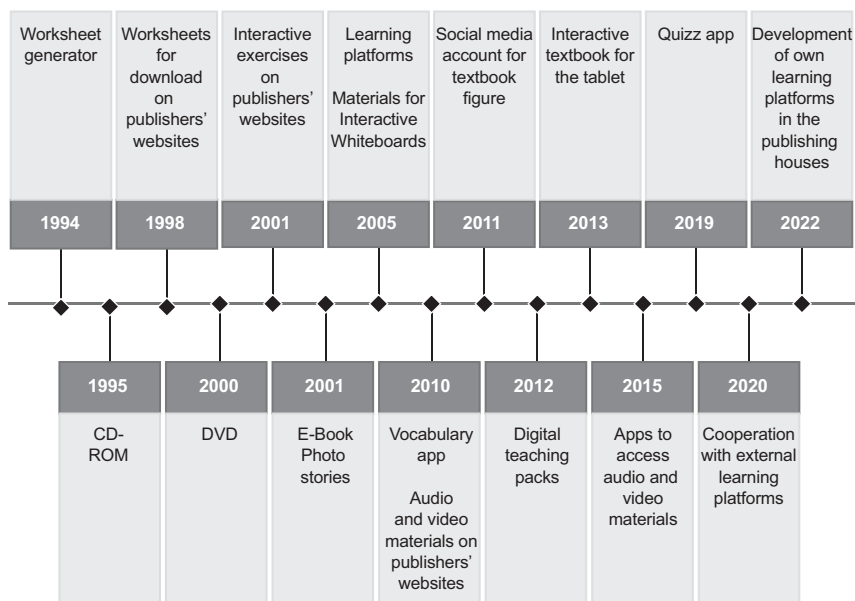 Worksheet
generator
1994
Worksheets
for
download
on
publishers'
websites
1998
Interactive
exercises
on
publishers'
websites
2001
Learning
platforms
Materials for
Interactive
Whiteboards
2005
Social media
account for
textbook
figure
2011
Interactive
textbook for
the tablet
2013
Quizz app
2019
Development
of own
learning
platforms
in the
publishing
houses
2022
1995
CD-
ROM
2000
DVD
2001
E-Book
Photo
stories
2010
Vocabulary
app
Audio
and video
materials on
publishers'
websites
2012
Digital
teaching
packs
2015
Apps to
access
audio and
video
materials
2020
Cooperation
with external
learning
platforms